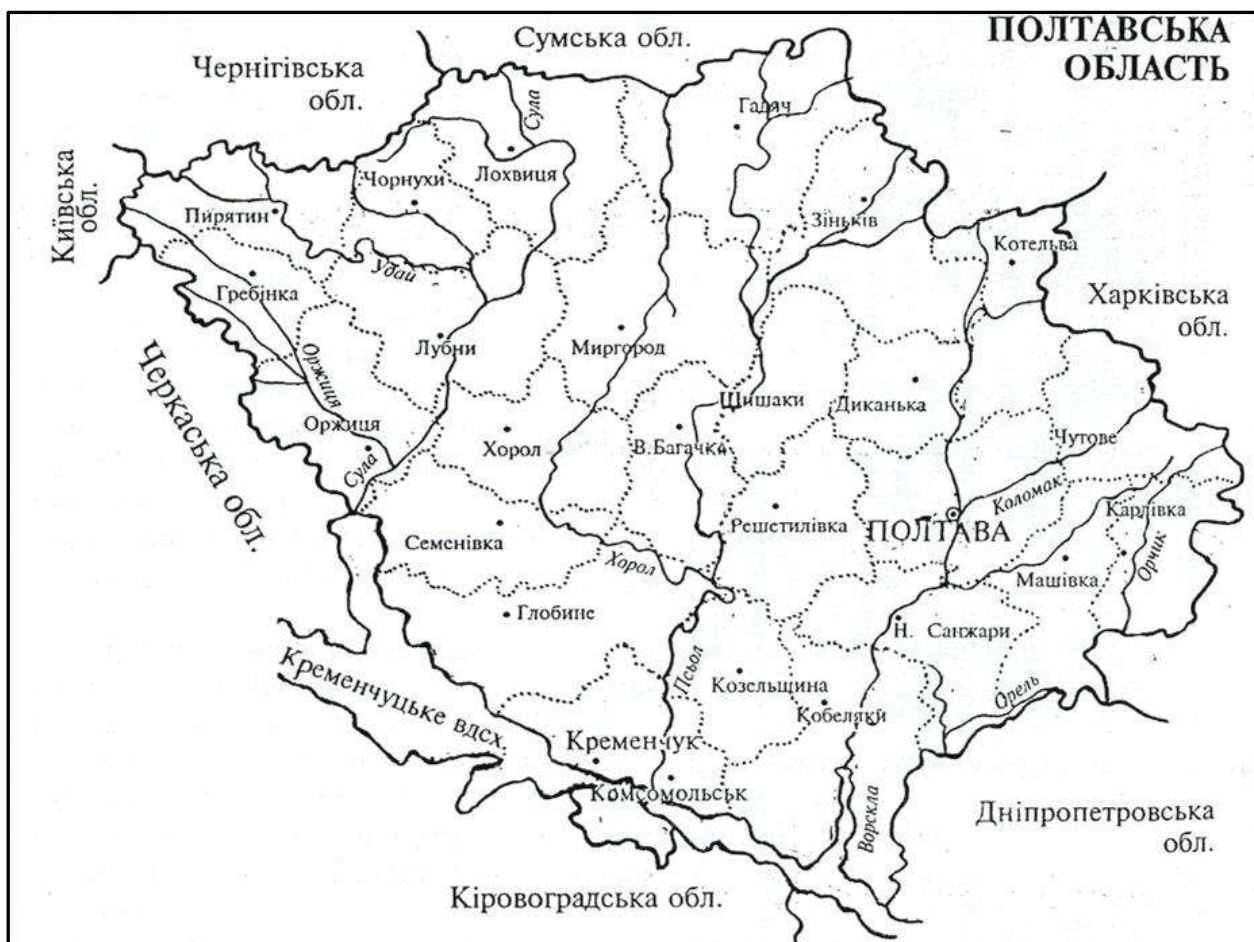 ПОЛТАВСЬКА
ОБЛАСТЬ
Сумська обл.
Чернігівська
обл.
Київська
обл.
Харківська
обл.
Черкаська обл.
Дніпропетровська
обл.
Кіровоградська обл.
Гадяч
Сула
Лохвиця
Чорнухи
Пирятин
Зіньків
Котельва
Удай
Гребінка
Лубни
Миргород
Оржиця
Оржиця
Сула
Хорол
В.Багачка
Шишаки
Диканька
Чутове
Коломак
Карлівка
Решетилівка
ПОЛТАВА
Семенівка
Хорол
Машівка
Орчик
Глобине
Н. Санжари
Псьол
Козельщина
Кобеляки
Орель
Кременчуцьке вдсх.
Кременчук
Комсомольськ
Ворскла